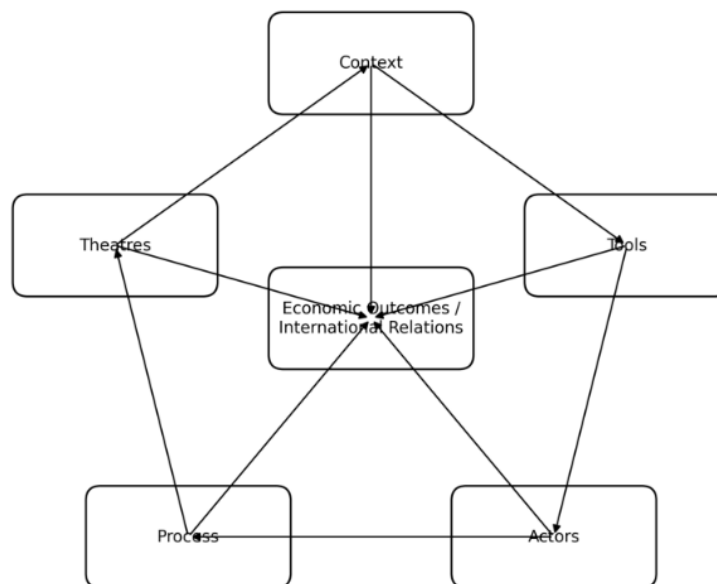 Context
Theatres
Tools
Economic Outcomes /
International Relations
Process
Actors